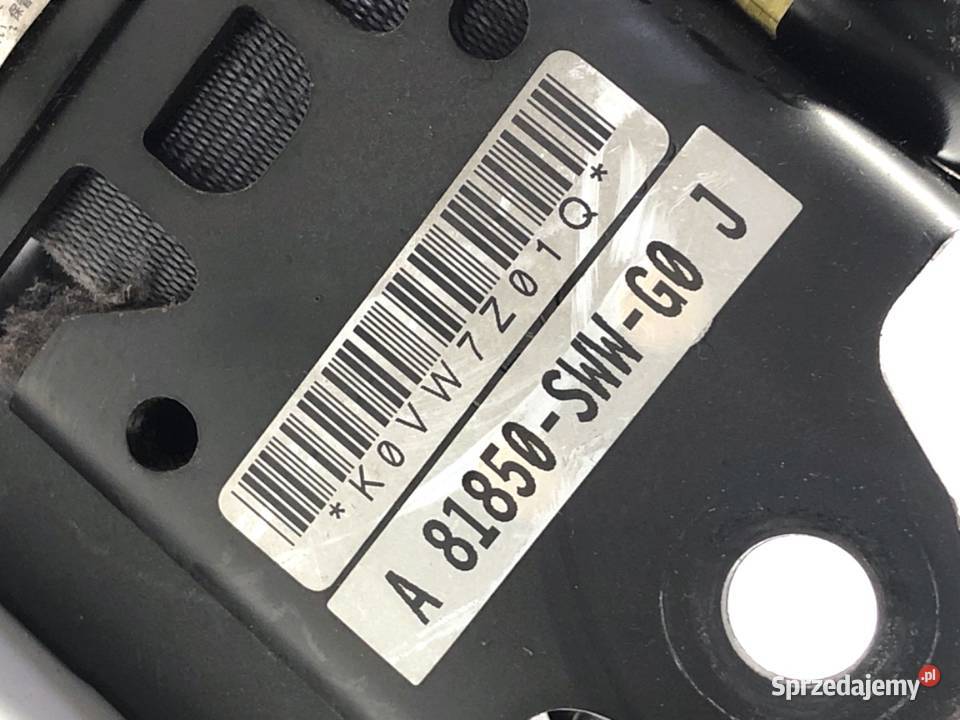 *K0VW7Z01Q*
A 81850-SWW-G0 J
Sprzedajemy.pl